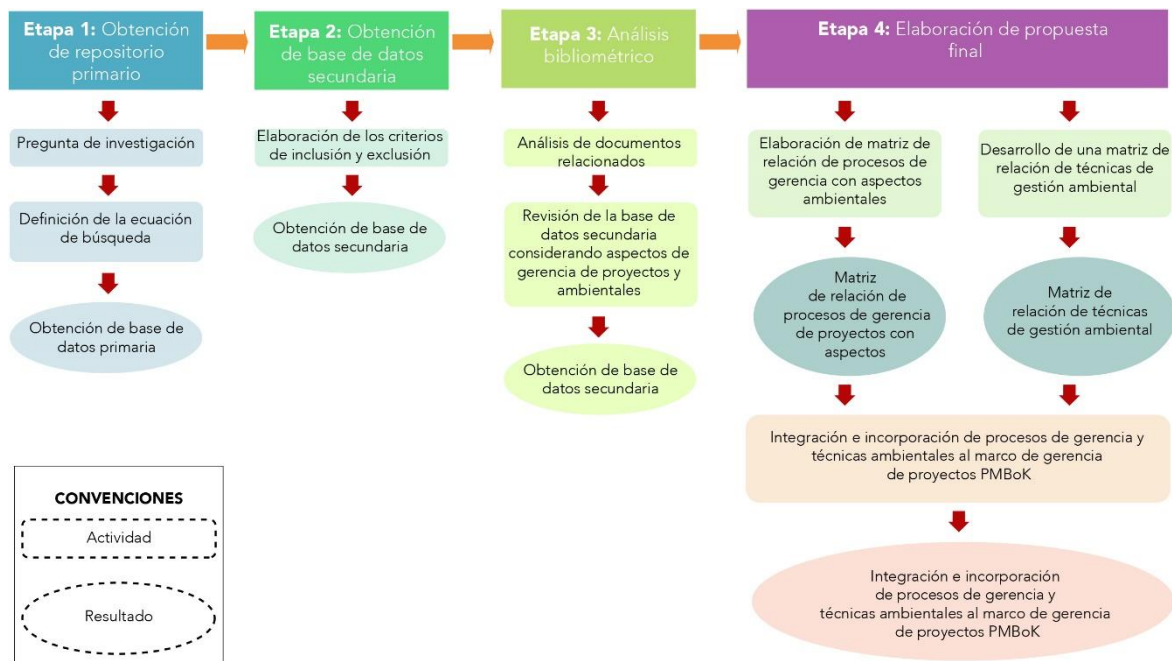 Etapa 1: Obtención
de repositorio
primario
Pregunta de investigación
Definición de la ecuación
de búsqueda
Obtención de base de
datos primaria
Etapa 2: Obtención
de base de datos
secundaria
Elaboración de los criterios
de inclusión y exclusión
Obtención de base de
datos secundaria
Etapa 3: Análisis
bibliométrico
Análisis de documentos
relacionados
Revisión de la base de
datos secundaria
considerando aspectos de
gerencia de proyectos y
ambientales
Obtención de base de
datos secundaria
Etapa 4: Elaboración de propuesta
final
Elaboración de matriz de
relación de procesos de
gerencia con aspectos
ambientales
Matriz
de relación de
procesos de gerencia
de proyectos con
aspectos
Desarrollo de una matriz de
relación de técnicas de
gestión ambiental
Matriz de
relación de técnicas
de gestión ambiental
Integración e incorporación de procesos de gerencia y
técnicas ambientales al marco de gerencia
de proyectos PMBoK
Integración e incorporación
de procesos de gerencia y
técnicas ambientales al marco de gerencia
de proyectos PMBoK
CONVENCIONES
Actividad
Resultado